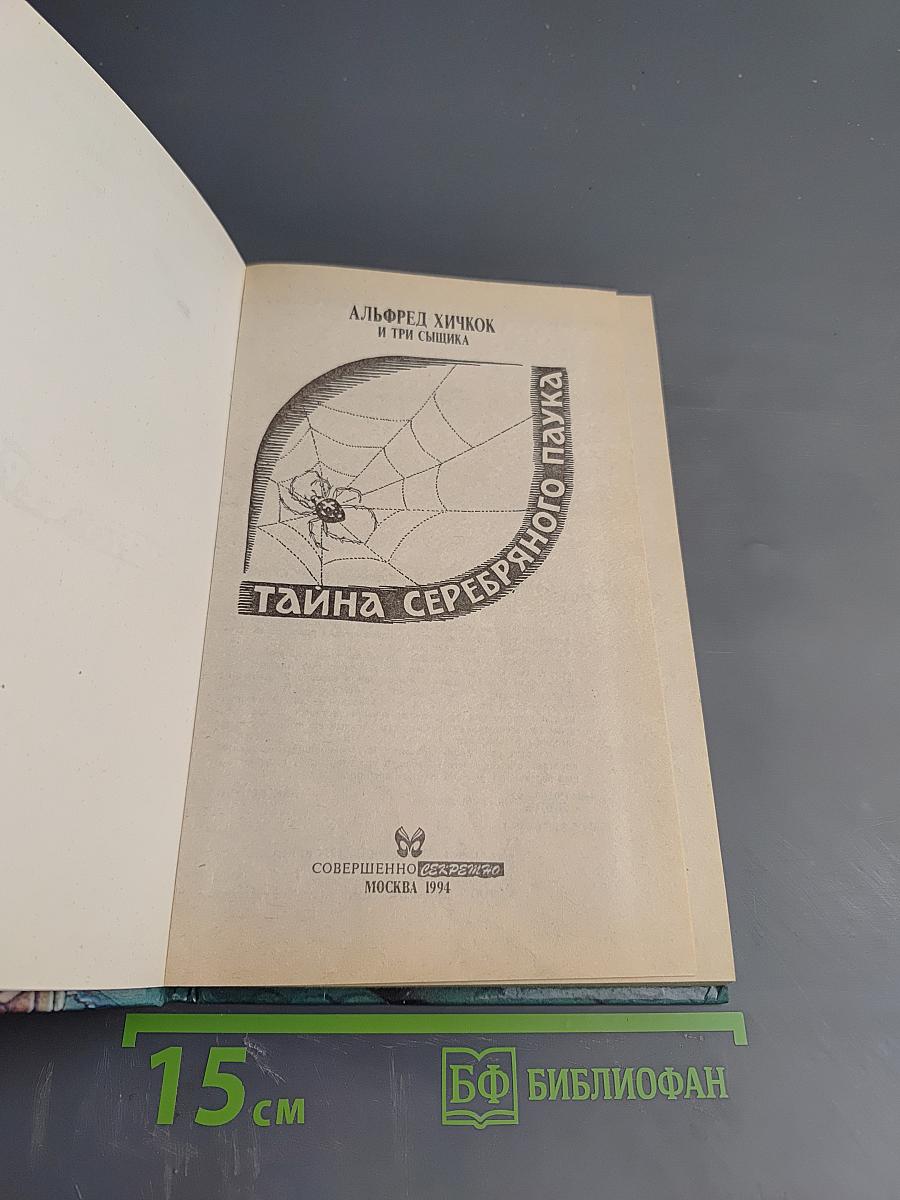 АЛЬФРЕД ХИЧКОК
И ТРИ СЫЩИКА
ТАЙНА СЕРЕБРЯНОГО ПАУКА
СОВЕРШЕННО СЕКРЕТНО
МОСКВА 1994
15 СМ
БФ БИБЛИОФАН